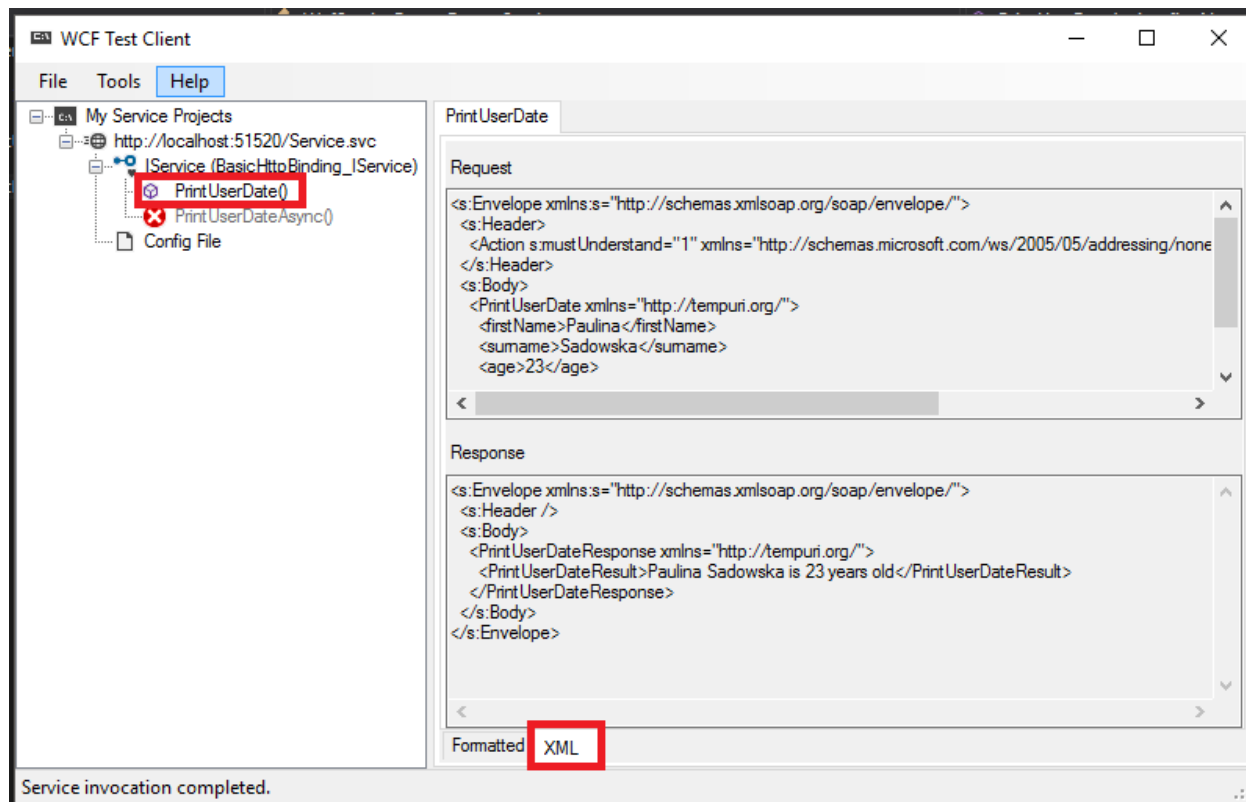 WCF Test Client
File Tools Help
My Service Projects
http://localhost:51520/Service.svc
IService (BasicHttpBinding_IService)
PrintUserDate()
PrintUserDateAsync()
Config File
PrintUserDate
Request
<s:Envelope xmlns:s="http://schemas.xmlsoap.org/soap/envelope/">
<s:Header>
<Action s:mustUnderstand="1" xmlns="http://schemas.microsoft.com/ws/2005/05/addressing/none
</s:Header>
<s:Body>
<PrintUserDate xmlns="http://tempuri.org/">
<firstName>Paulina</firstName>
<surname>Sadowska</surname>
<age>23</age>
Response
<s:Envelope xmlns:s="http://schemas.xmlsoap.org/soap/envelope/">
<s:Header />
<s:Body>
<PrintUserDateResponse xmlns="http://tempuri.org/">
<PrintUserDateResult>Paulina Sadowska is 23 years old</PrintUserDateResult>
</PrintUserDateResponse>
</s:Body>
</s:Envelope>
Formatted XML
Service invocation completed.